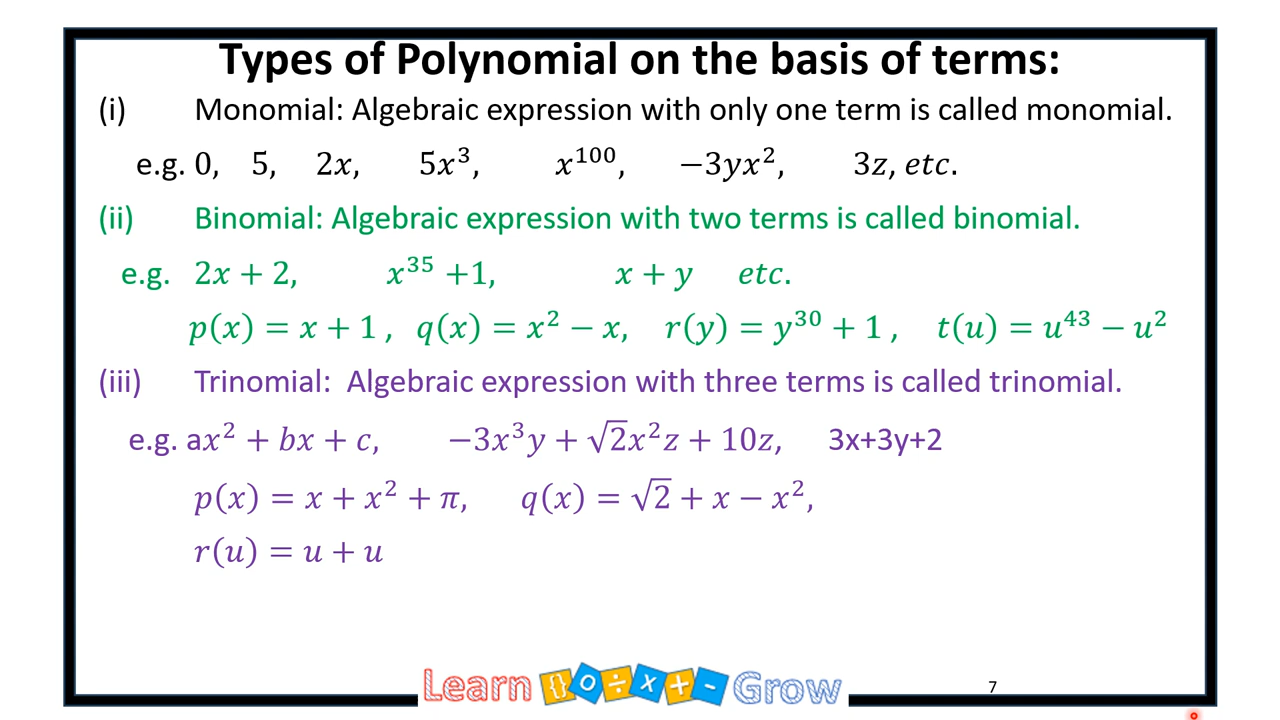 Types of Polynomial on the basis of terms:
(i) Monomial: Algebraic expression with only one term is called monomial.
e.g. 0, 5, 2x, 5x³, x¹⁰⁰, −3yx², 3z, etc.
(ii) Binomial: Algebraic expression with two terms is called binomial.
e.g. 2x + 2, x³⁵ +1, x + y etc.
p(x) = x + 1 , q(x) = x² − x, r(y) = y³⁰ + 1 , t(u) = u⁴³ − u²
(iii) Trinomial: Algebraic expression with three terms is called trinomial.
e.g. ax² + bx + c, −3x³y + √2x²z + 10z, 3x+3y+2
p(x) = x + x² + π, q(x) = √2 + x − x²,
r(u) = u + u
Learn {} O ÷ x + − Grow
7